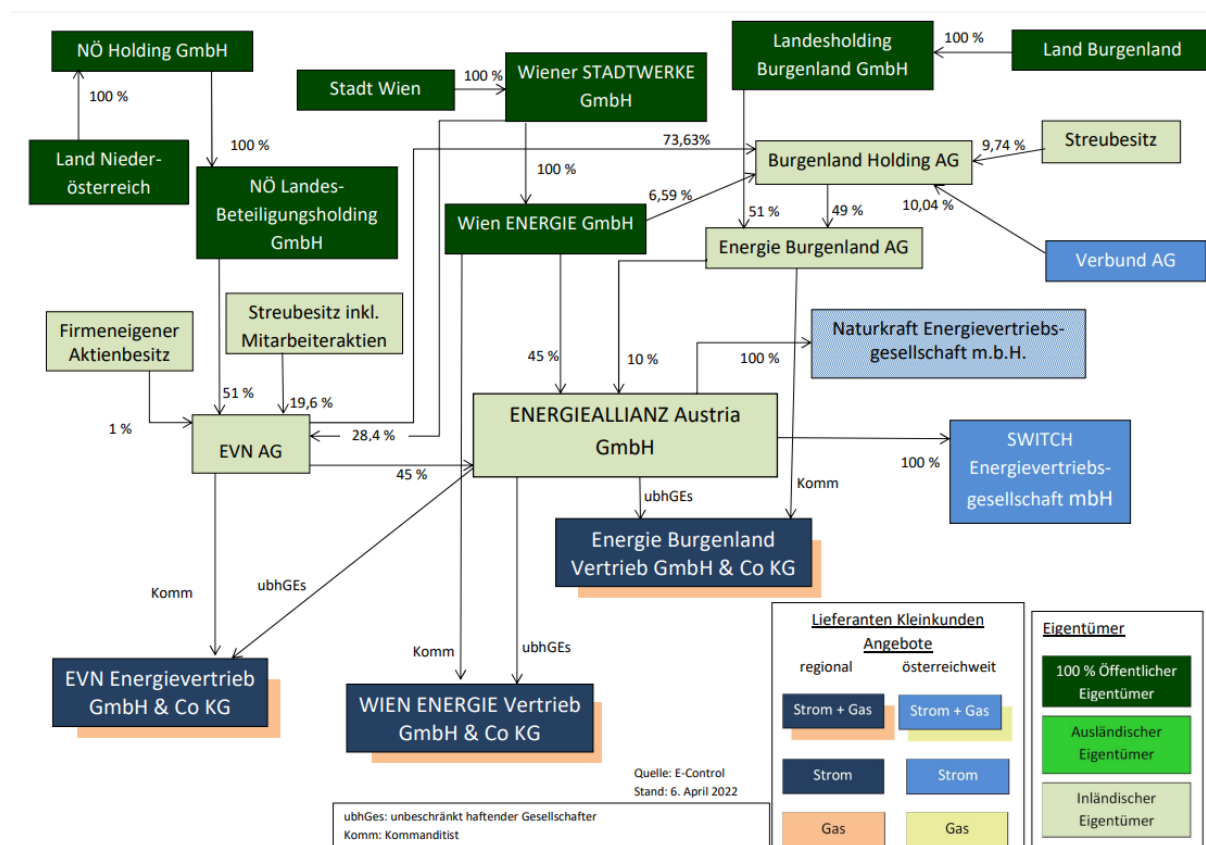 NÖ Holding GmbH
100 %
Land Nieder-
österreich
100 %
NÖ Landes-
Beteiligungsholding
GmbH
Stadt Wien
100 %
Wiener STADTWERKE
GmbH
100 %
Wien ENERGIE GmbH
Landesholding
Burgenland GmbH
100 %
Land Burgenland
73,63%
6,59 %
Burgenland Holding AG
9,74 %
Streubesitz
10,04 %
Verbund AG
51 %
49 %
Energie Burgenland AG
Firmeneigener
Aktienbesitz
Streubesitz inkl.
Mitarbeiteraktien
1 %
51 %
19,6 %
28,4 %
EVN AG
45 %
45 %
10 %
100 %
Naturkraft Energievertriebs-
gesellschaft m.b.H.
ENERGIEALLIANZ Austria
GmbH
100 %
SWITCH
Energievertriebs-
gesellschaft mbH
ubhGEs
Komm
Energie Burgenland
Vertrieb GmbH & Co KG
Komm
ubhGEs
EVN Energievertrieb
GmbH & Co KG
Komm
ubhGEs
WIEN ENERGIE Vertrieb
GmbH & Co KG
Quelle: E-Control
Stand: 6. April 2022
ubhGes: unbeschränkt haftender Gesellschafter
Komm: Kommanditist
Lieferanten Kleinkunden
Angebote
regional
österreichweit
Strom + Gas
Strom + Gas
Strom
Strom
Gas
Gas
Eigentümer
100 % Öffentlicher
Eigentümer
Ausländischer
Eigentümer
Inländischer
Eigentümer